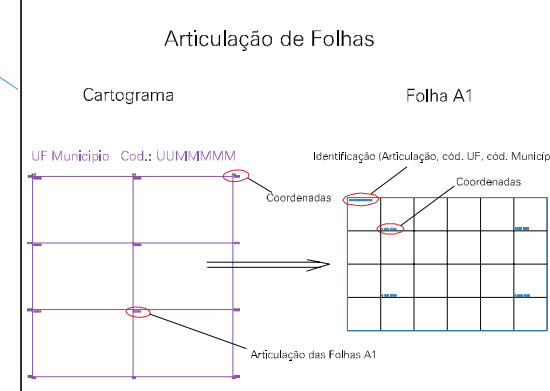 Articulação de Folhas
Cartograma
Folha A1
UF Municipio Cod.: UUMMMMM
Identificação (Articulação, cód. UF, cód. Municíp
Coordenadas
Coordenadas
Articulação das Folhas A1